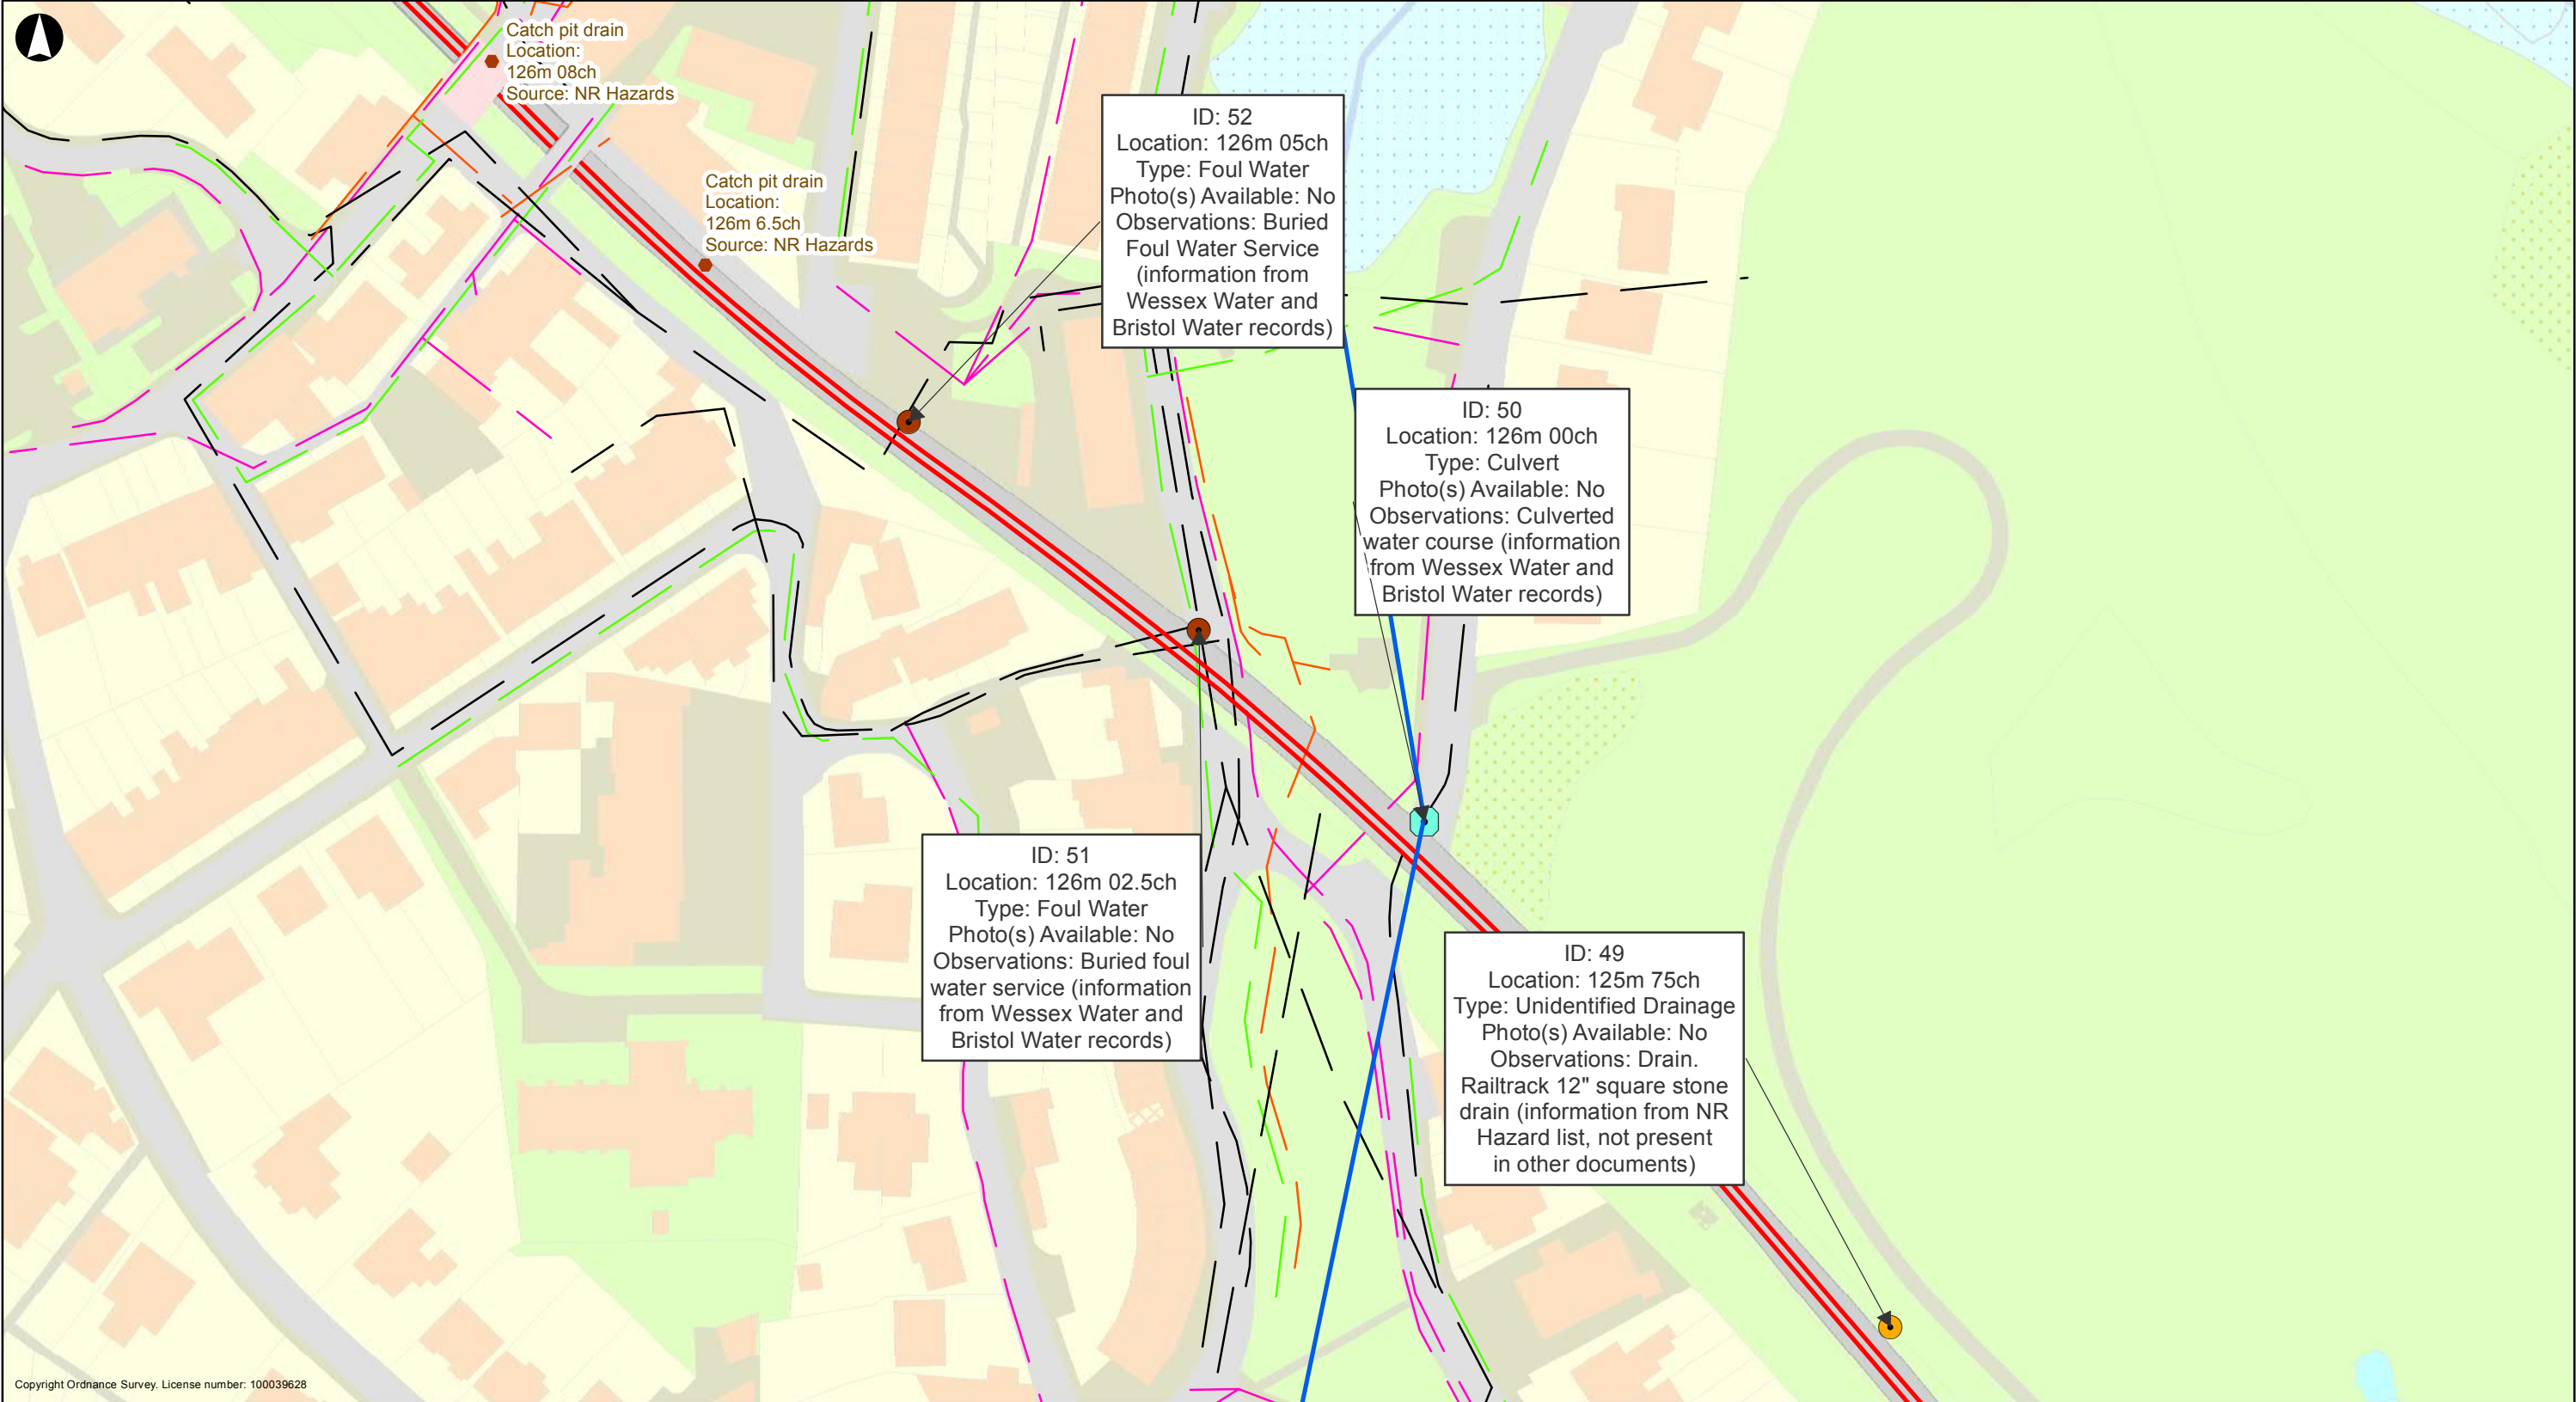 Catch pit drain
Location:
126m 08ch
Source: NR Hazards
Catch pit drain
Location:
126m 6.5ch
Source: NR Hazards
ID: 52
Location: 126m 05ch
Type: Foul Water
Photo(s) Available: No
Observations: Buried
Foul Water Service
(information from
Wessex Water and
Bristol Water records)
ID: 50
Location: 126m 00ch
Type: Culvert
Photo(s) Available: No
Observations: Culverted
water course (information
from Wessex Water and
Bristol Water records)
ID: 51
Location: 126m 02.5ch
Type: Foul Water
Photo(s) Available: No
Observations: Buried foul
water service (information
from Wessex Water and
Bristol Water records)
ID: 49
Location: 125m 75ch
Type: Unidentified Drainage
Photo(s) Available: No
Observations: Drain.
Railtrack 12" square stone
drain (information from NR
Hazard list, not present
in other documents)
Copyright Ordnance Survey. License number: 100039628